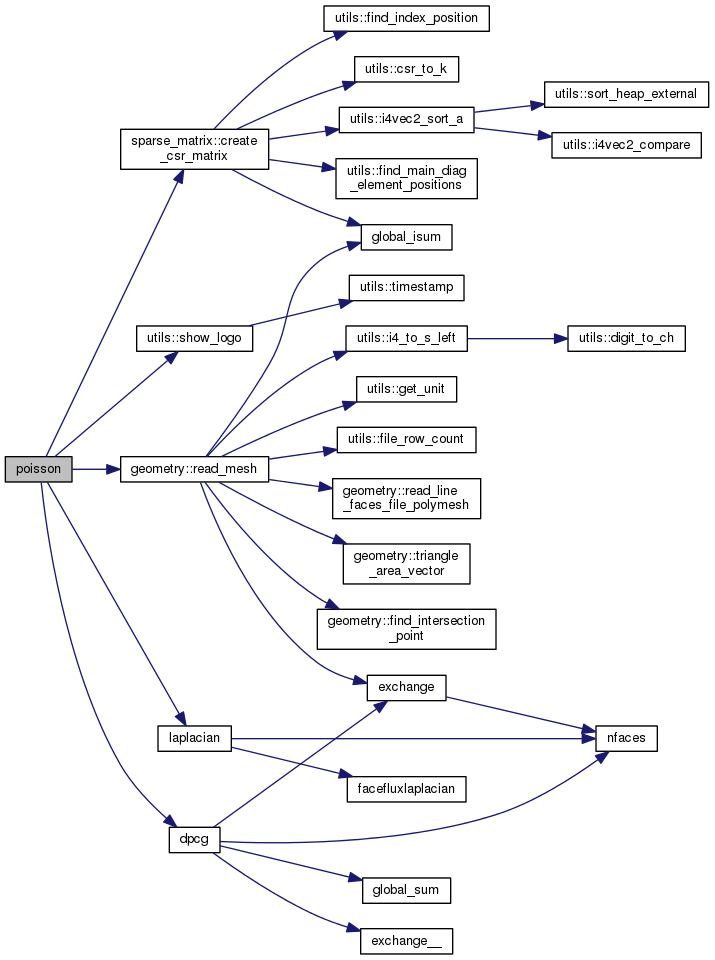 utils::find_index_position
utils::csr_to_k
utils::sort_heap_external
utils::i4vec2_sort_a
sparse_matrix::create
_csr_matrix
utils::i4vec2_compare
utils::find_main_diag
_element_positions
global_isum
utils::timestamp
utils::show_logo
utils::i4_to_s_left
utils::digit_to_ch
utils::get_unit
utils::file_row_count
poisson
geometry::read_mesh
geometry::read_line
_faces_file_polymesh
geometry::triangle
_area_vector
geometry::find_intersection
_point
exchange
laplacian
nfaces
facefluxlaplacian
dpcg
global_sum
exchange__